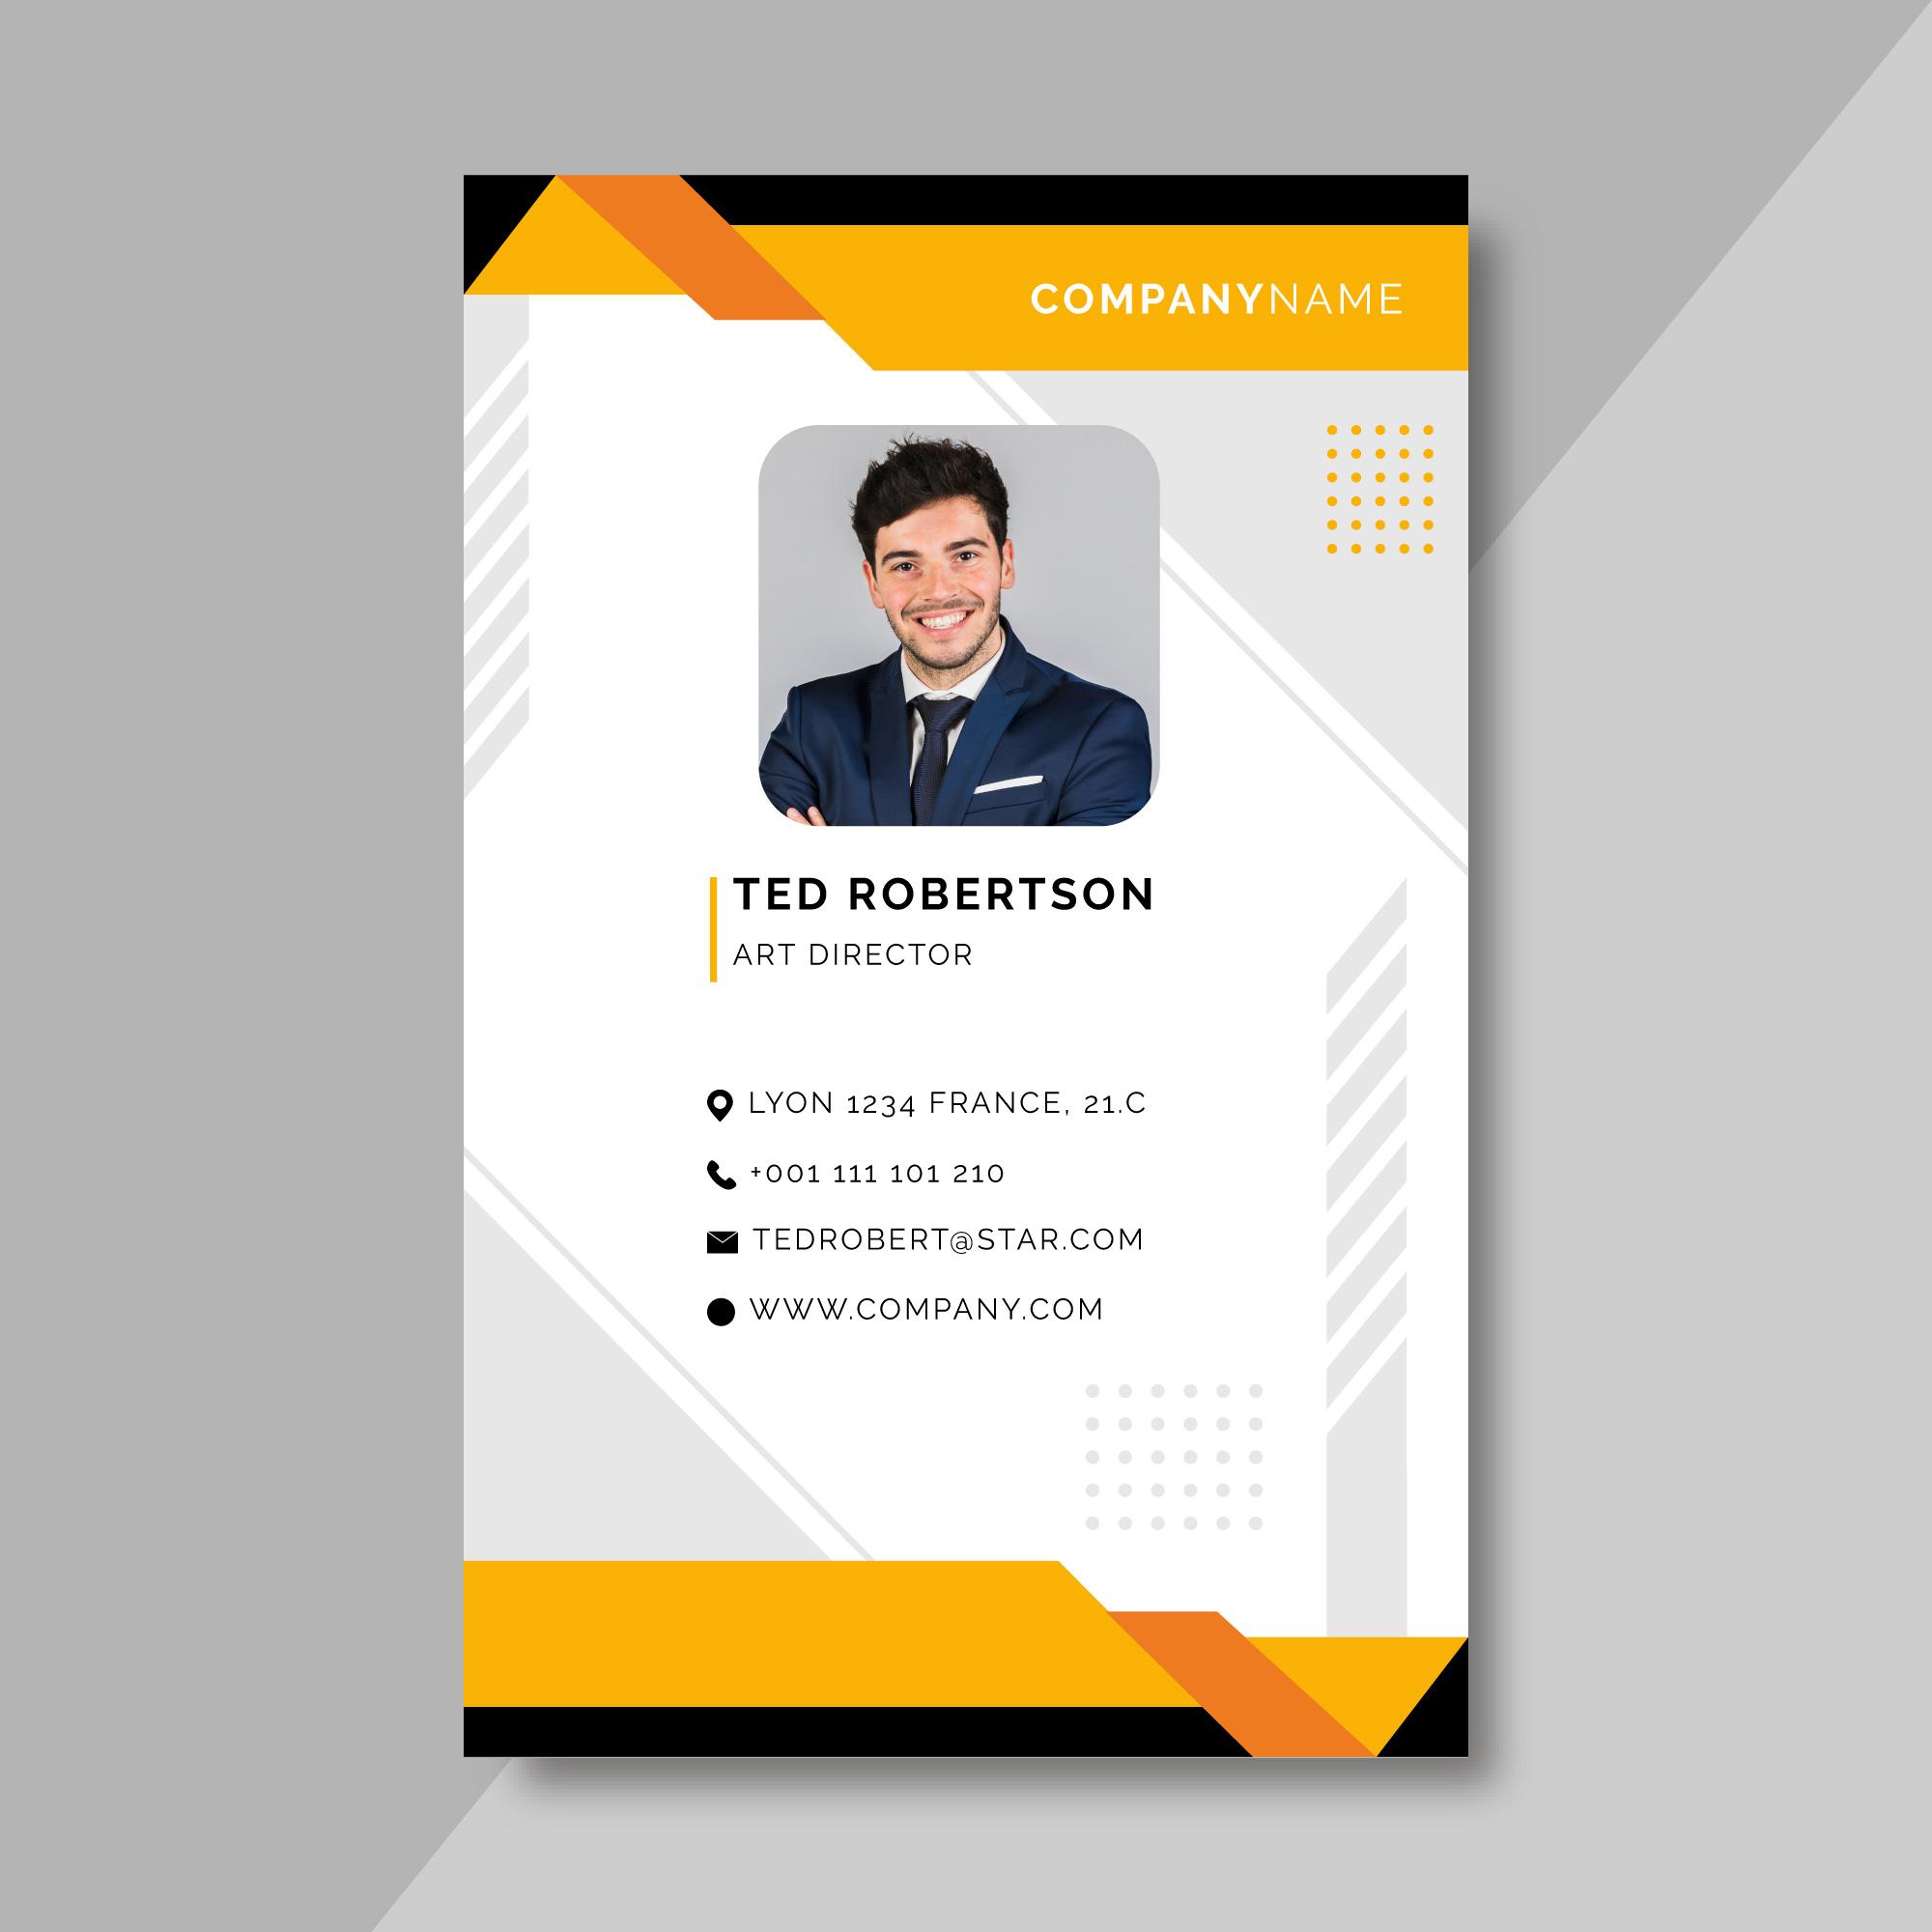 COMPANYNAME
TED ROBERTSON
ART DIRECTOR
LYON 1234 FRANCE, 21.C
+001 111 101 210
TEDROBERT@STAR.COM
WWW.COMPANY.COM